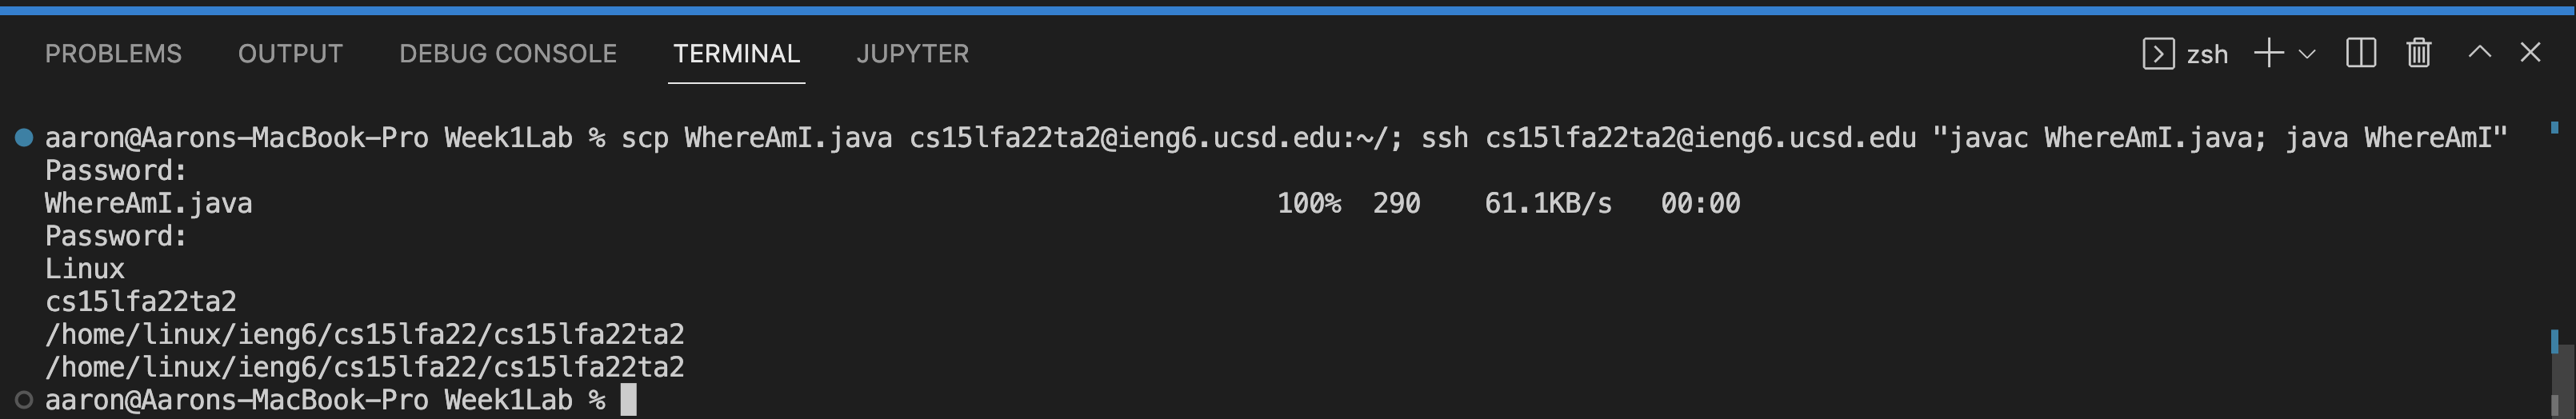 PROBLEMS OUTPUT DEBUG CONSOLE TERMINAL JUPYTER zsh
aaron@Aarons-MacBook-Pro Week1Lab % scp WhereAmI.java cs15lfa22ta2@ieng6.ucsd.edu:~/; ssh cs15lfa22ta2@ieng6.ucsd.edu "javac WhereAmI.java; java WhereAmI"
Password:
WhereAmI.java 100% 290 61.1KB/s 00:00
Password:
Linux
cs15lfa22ta2
/home/linux/ieng6/cs15lfa22/cs15lfa22ta2
/home/linux/ieng6/cs15lfa22/cs15lfa22ta2
aaron@Aarons-MacBook-Pro Week1Lab %